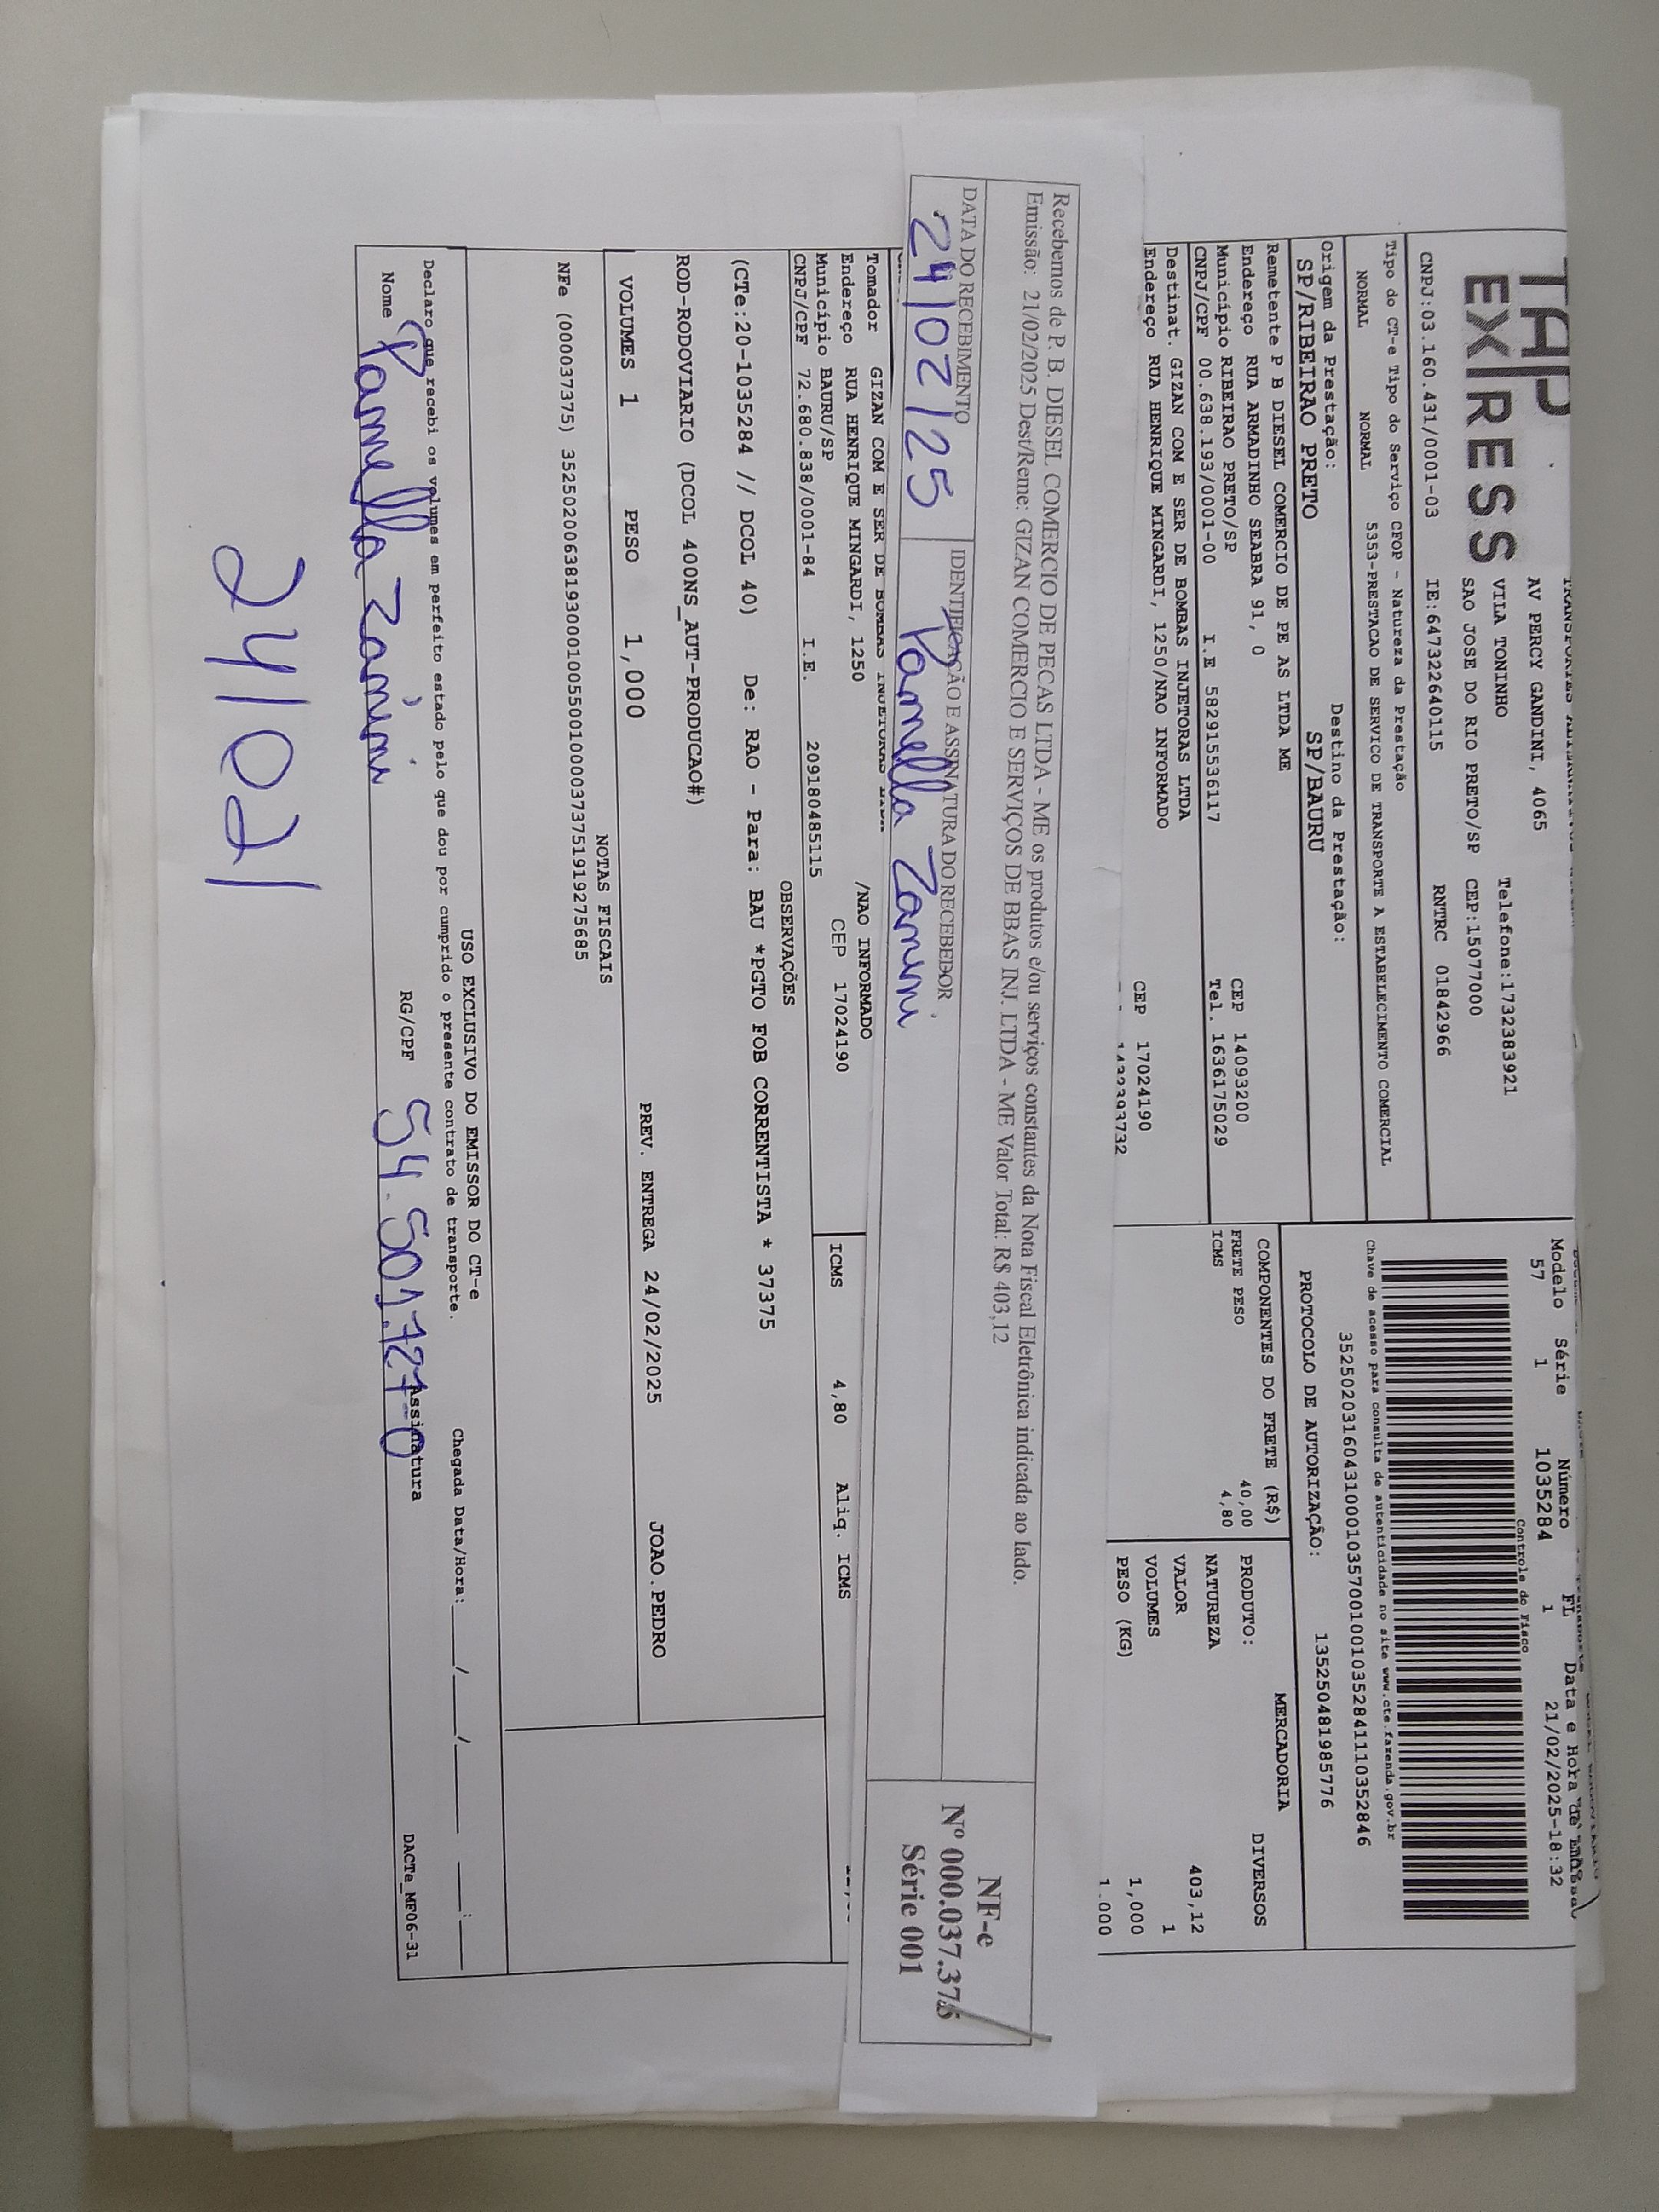 TAP
EXPRESS
AV PERCY GANDINI, 4065
VILA TONINHO
Telefone:1732383921
SAO JOSE DO RIO PRETO/SP CEP:15077000
CNPJ:03.160.431/0001-03 IE:647322640115 RNTRC 01842966
Modelo Série Número FL Data e Hora de
57 1 1035284 1 21/02/2025-18:32
Controle do Fisco
Tipo do CT-e Tipo do Serviço CFOP - Natureza da Prestação
NORMAL NORMAL 5353-PRESTACAO DE SERVICO DE TRANSPORTE A ESTABELECIMENTO COMERCIAL
Chave de acesso para consulta de autenticidade no site www.cte.fazenda.gov.br
35250203160431000103570010010352841110352846
Origem da Prestação: Destino da Prestação:
SP/RIBEIRAO PRETO SP/BAURU
PROTOCOLO DE AUTORIZAÇÃO: 135250481985776
Remetente P B DIESEL COMERCIO DE PE AS LTDA ME
Endereço RUA ARMADINHO SEABRA 91, 0 CEP 14093200
Município RIBEIRAO PRETO/SP Tel. 1636175029
CNPJ/CPF 00.638.193/0001-00 I.E 582915536117
Destinat. GIZAN COM E SER DE BOMBAS INJETORAS LTDA
Endereço RUA HENRIQUE MINGARDI, 1250/NAO INFORMADO CEP 17024190
COMPONENTES DO FRETE (R$)
FRETE PESO 40,00
ICMS 4,80
MERCADORIA
PRODUTO: DIVERSOS
NATUREZA
VALOR 403,12
VOLUMES 1
PESO (KG) 1,000
1.000
Recebemos de P. B. DIESEL COMERCIO DE PECAS LTDA - ME os produtos e/ou serviços constantes da Nota Fiscal Eletrônica indicada ao lado.
Emissão: 21/02/2025 Dest/Reme: GIZAN COMERCIO E SERVIÇOS DE BBAS INJ. LTDA - ME Valor Total: R$ 403,12
DATA DO RECEBIMENTO IDENTIFICAÇÃO E ASSINATURA DO RECEBEDOR
24/02/25 Pamella Zanini
NF-e
Nº 000.037.375
Série 001
Tomador GIZAN COM E SER DE BOMBAS
Endereço RUA HENRIQUE MINGARDI, 1250 /NAO INFORMADO
Município BAURU/SP CEP 17024190
CNPJ/CPF 72.680.838/0001-84 I.E. 209180485115
ICMS 4,80 Aliq. ICMS
OBSERVAÇÕES
(CTe:20-1035284 // DCOL 40) De: RAO - Para: BAU *PGTO FOB CORRENTISTA * 37375
ROD-RODOVIARIO (DCOL 400NS_AUT-PRODUCAO#)
VOLUMES 1 PESO 1,000 PREV. ENTREGA 24/02/2025 JOAO.PEDRO
NOTAS FISCAIS
NFe (000037375) 35250200638193000100550010000373751919275685
USO EXCLUSIVO DO EMISSOR DO CT-e
Declaro que recebi os volumes em perfeito estado pelo que dou por cumprido o presente contrato de transporte. Chegada Data/Hora: __/__/__ __:__
Nome Pamella Zanini RG/CPF 54.501.727-0 Assinatura
DACTe_MF06-31
24/02/